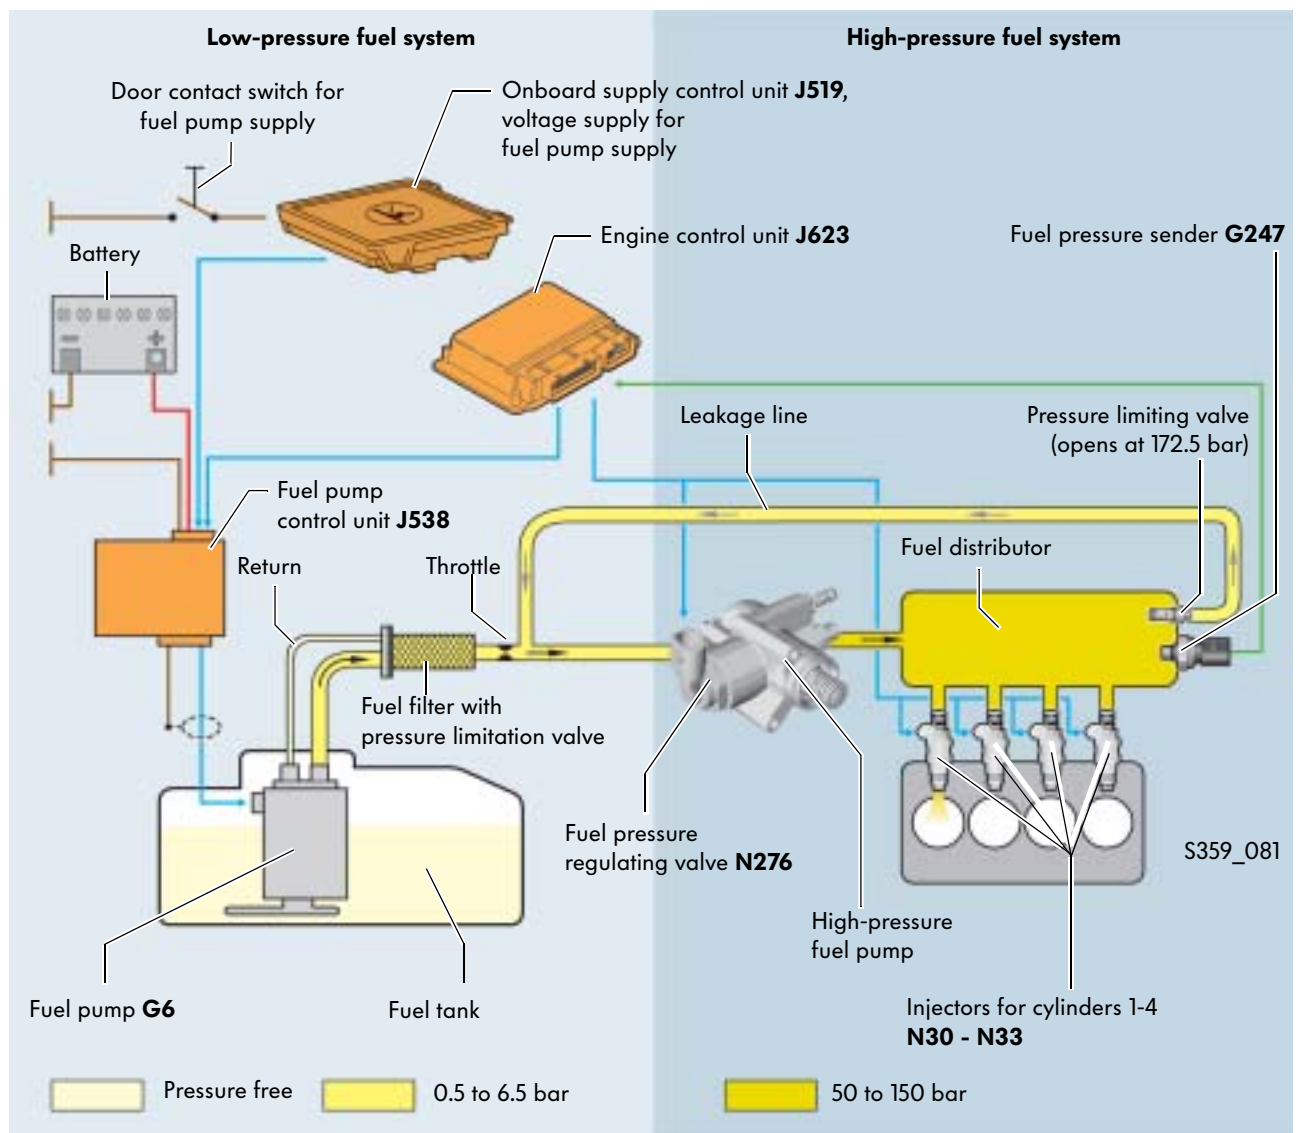 Low-pressure fuel system
High-pressure fuel system
Door contact switch for
fuel pump supply
Onboard supply control unit J519,
voltage supply for
fuel pump supply
Engine control unit J623
Fuel pressure sender G247
Battery
Leakage line
Pressure limiting valve
(opens at 172.5 bar)
Fuel pump
control unit J538
Return
Throttle
Fuel distributor
Fuel filter with
pressure limitation valve
Fuel pressure
regulating valve N276
S359_081
High-pressure
fuel pump
Fuel pump G6
Fuel tank
Injectors for cylinders 1-4
N30 - N33
Pressure free
0.5 to 6.5 bar
50 to 150 bar